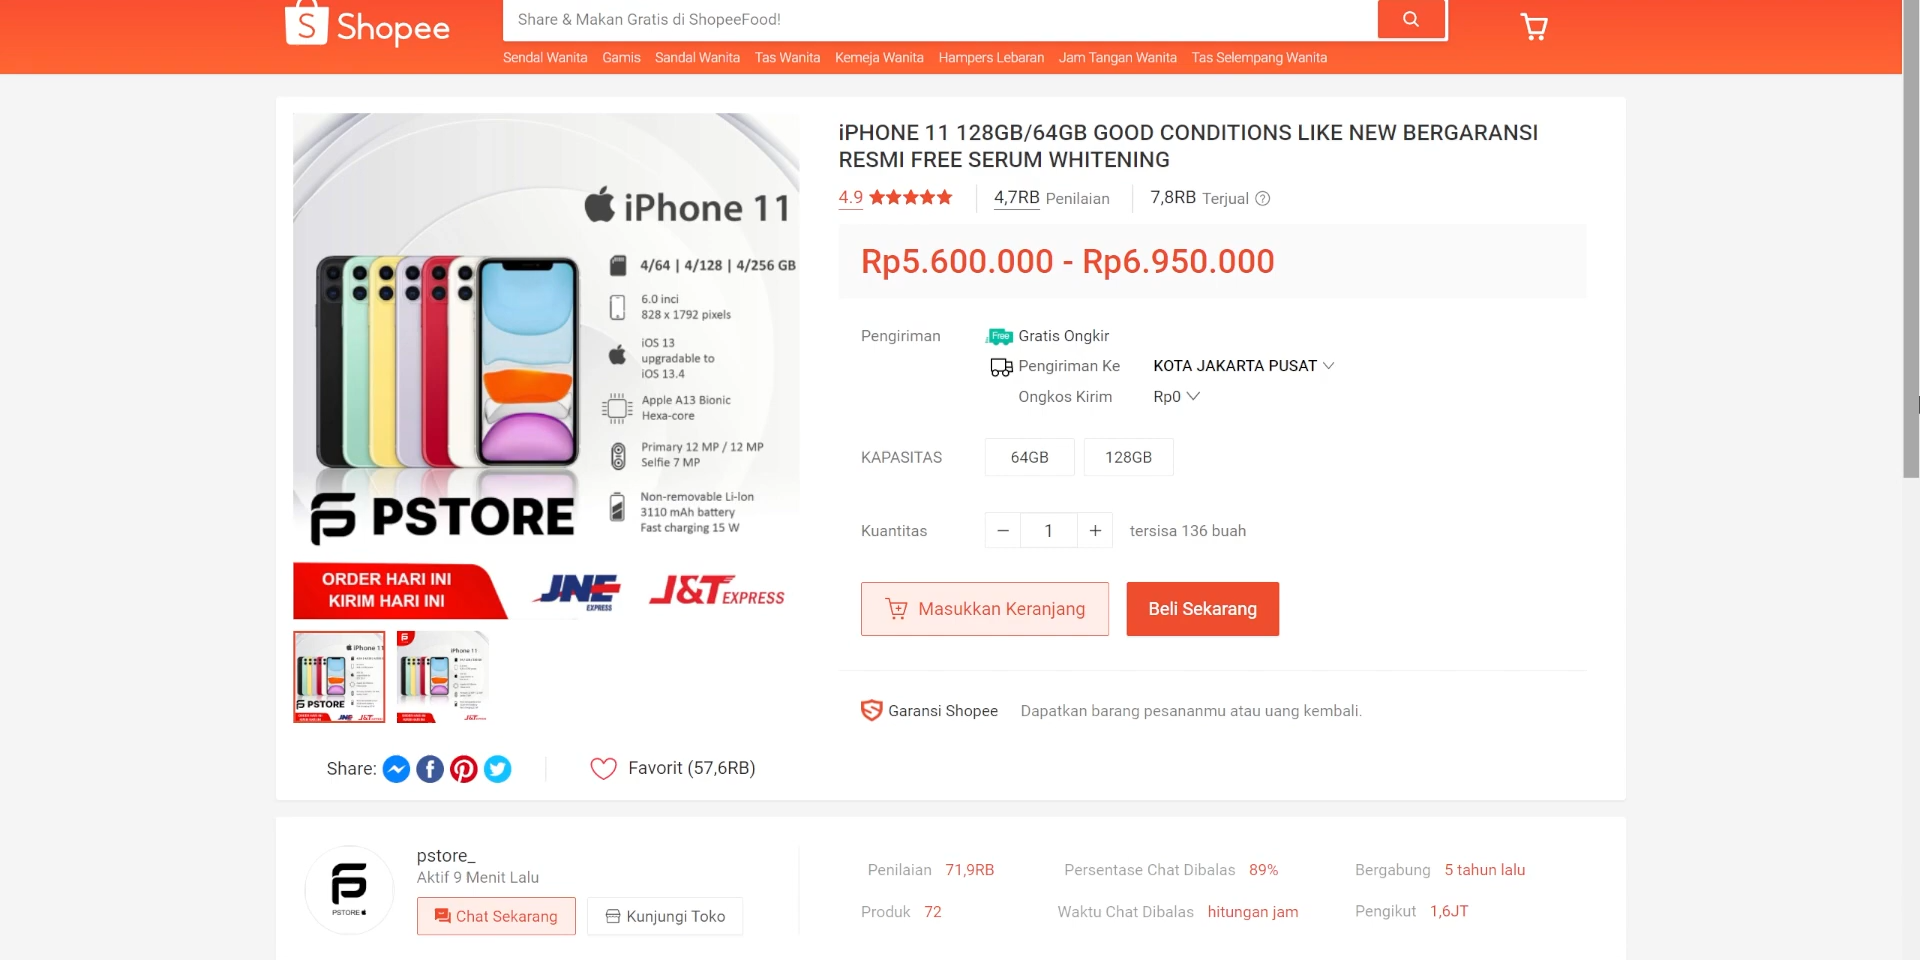 Shopee
Share & Makan Gratis di ShopeeFood!
Sendal Wanita Gamis Sandal Wanita Tas Wanita Kemeja Wanita Hampers Lebaran Jam Tangan Wanita Tas Selempang Wanita
iPhone 11
4/64 | 4/128 | 4/256 GB
6.0 inci
828 x 1792 pixels
iOS 13
upgradable to
iOS 13.4
Apple A13 Bionic
Hexa-core
Primary 12 MP / 12 MP
Selfie 7 MP
Non-removable Li-Ion
3110 mAh battery
Fast charging 15 W
PSTORE
ORDER HARI INI
KIRIM HARI INI
JNE EXPRESS
J&T EXPRESS
iPhone 11
PSTORE
iPhone 11
Share:
Favorit (57,6RB)
iPHONE 11 128GB/64GB GOOD CONDITIONS LIKE NEW BERGARANSI
RESMI FREE SERUM WHITENING
4.9 4,7RB Penilaian 7,8RB Terjual ?
Rp5.600.000 - Rp6.950.000
Pengiriman Free Gratis Ongkir
Pengiriman Ke KOTA JAKARTA PUSAT
Ongkos Kirim Rp0
KAPASITAS 64GB 128GB
Kuantitas − 1 + tersisa 136 buah
Masukkan Keranjang Beli Sekarang
Garansi Shopee Dapatkan barang pesananmu atau uang kembali.
PSTORE
pstore_
Aktif 9 Menit Lalu
Chat Sekarang Kunjungi Toko
Penilaian 71,9RB Persentase Chat Dibalas 89% Bergabung 5 tahun lalu
Produk 72 Waktu Chat Dibalas hitungan jam Pengikut 1,6JT